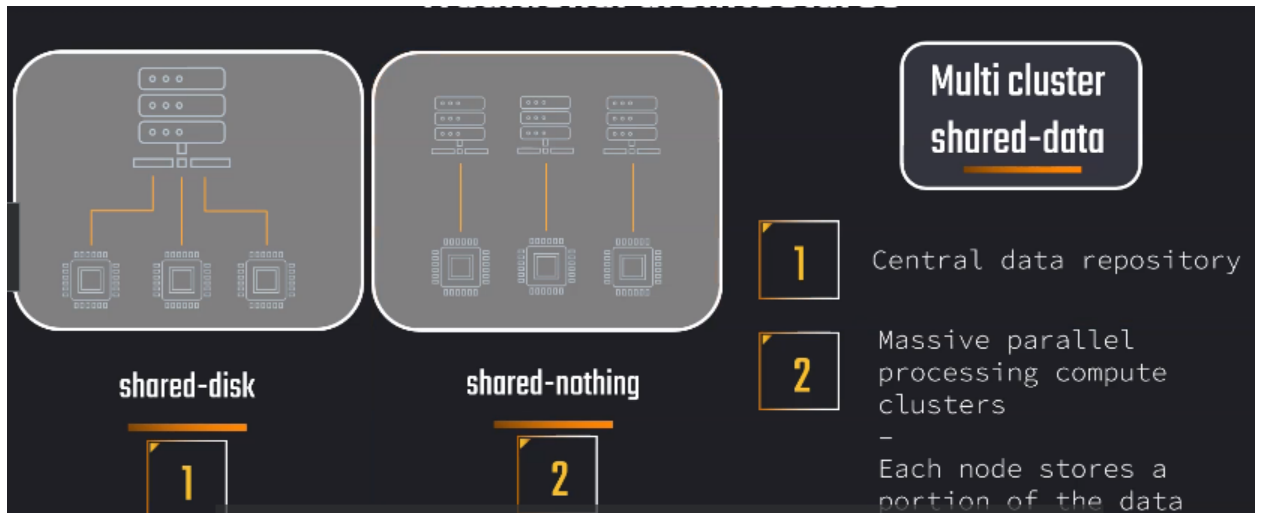 shared-disk
1
shared-nothing
2
Multi cluster
shared-data
1
Central data repository
2
Massive parallel
processing compute
clusters
–
Each node stores a
portion of the data